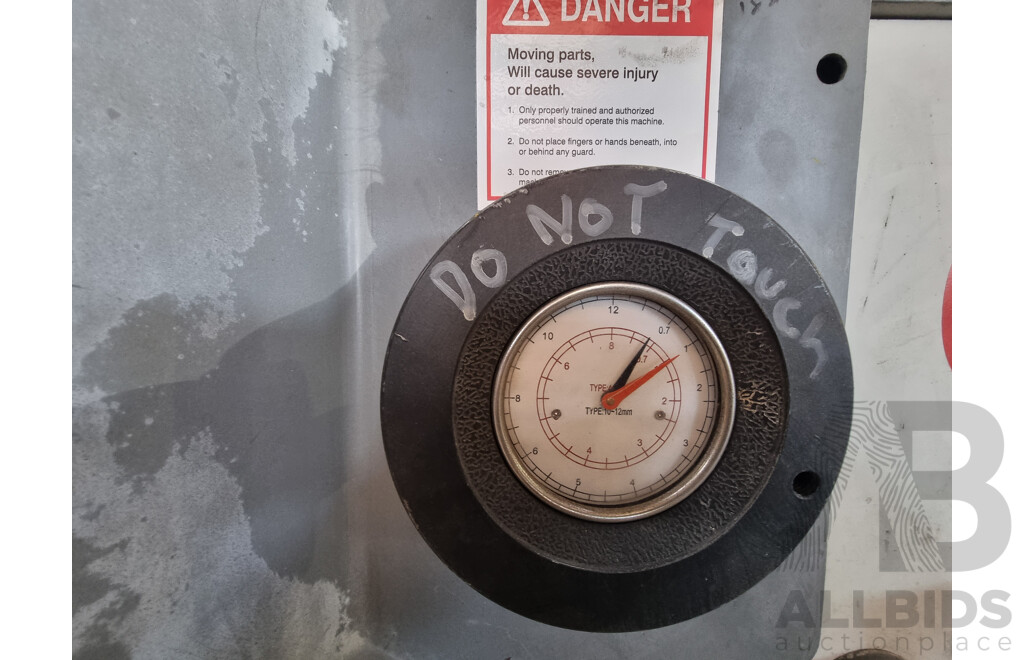 DANGER
Moving parts,
Will cause severe injury
or death.
1. Only properly trained and authorized
personnel should operate this machine.
2. Do not place fingers or hands beneath, into
or behind any guard.
3. Do not
DO NOT TOUCH
12
0.7
10
8
0.7
1
6
TYPE
2
8
TYPE:10-12mm
2
4
3
3
6
5
4
ALLBIDS
auctionplace